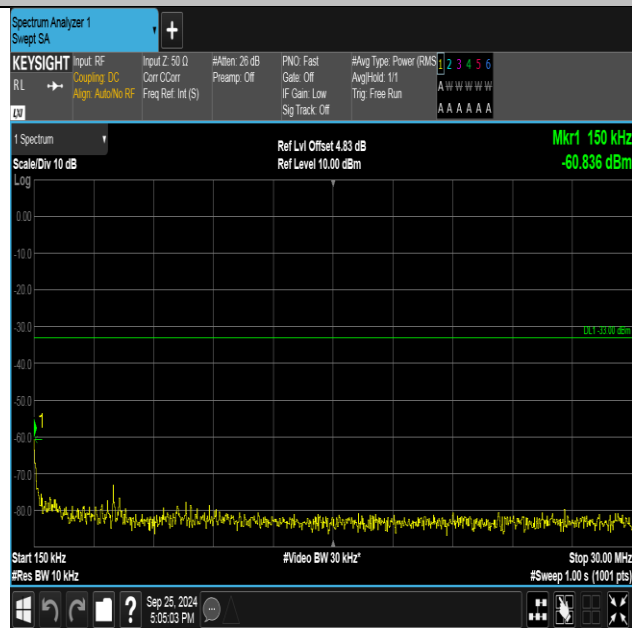 Spectrum Analyzer 1
Swept SA
+
KEYSIGHT
RL
LXI
Input: RF
Coupling: DC
Align: Auto/No RF
Input Z: 50 Ω
Corr CCorr
Freq Ref: Int (S)
#Atten: 26 dB
Preamp: Off
PNO: Fast
Gate: Off
IF Gain: Low
Sig Track: Off
#Avg Type: Power (RMS
Avg|Hold: 1/1
Trig: Free Run
1 2 3 4 5 6
A W W W W W
A A A A A A
1 Spectrum
Scale/Div 10 dB
Ref Lvl Offset 4.83 dB
Ref Level 10.00 dBm
Mkr1 150 kHz
-60.836 dBm
Log
0.00
-10.0
-20.0
-30.0
DL1 -33.00 dBm
-40.0
-50.0
1
-60.0
-70.0
-80.0
Start 150 kHz
#Video BW 30 kHz*
Stop 30.00 MHz
#Res BW 10 kHz
#Sweep 1.00 s (1001 pts)
?
Sep 25, 2024
5:05:03 PM